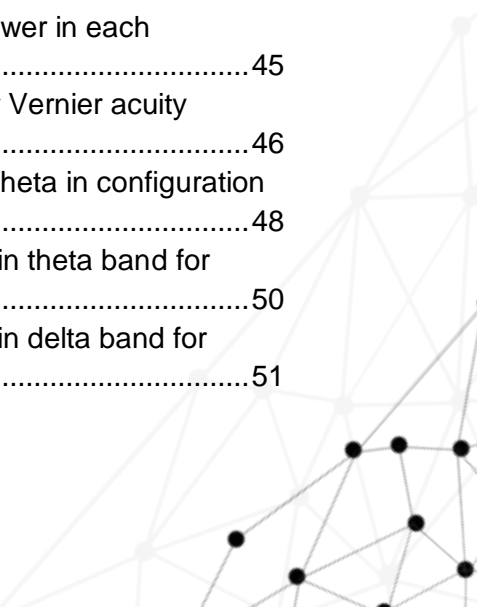 wer in each
................................45
Vernier acuity
................................46
heta in configuration
................................48
in theta band for
................................50
in delta band for
................................51